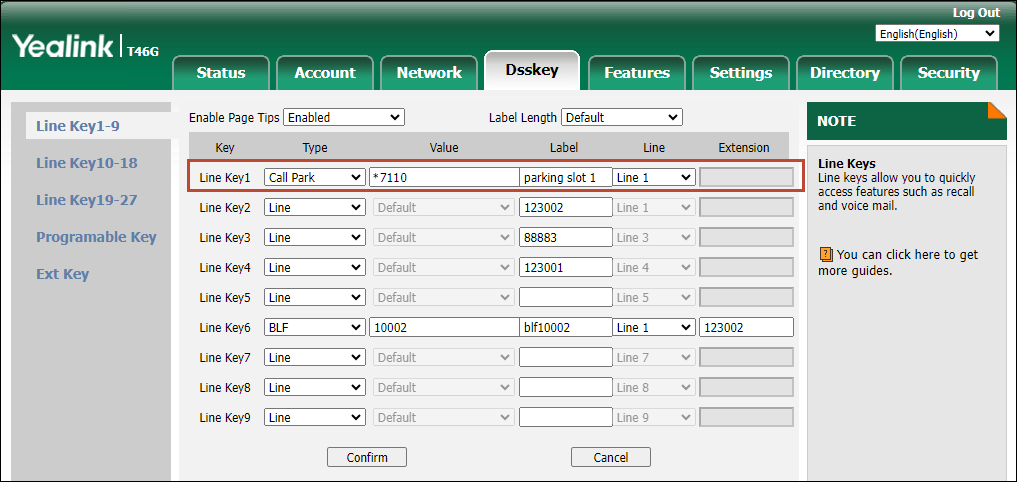 Log Out
Yealink | T46G
English(English)
Status Account Network Dsskey Features Settings Directory Security
Line Key1-9
Line Key10-18
Line Key19-27
Programable Key
Ext Key
Enable Page Tips Enabled Label Length Default
Key Type Value Label Line Extension
Line Key1 Call Park *7110 parking slot 1 Line 1
Line Key2 Line Default 123002 Line 1
Line Key3 Line Default 88883 Line 3
Line Key4 Line Default 123001 Line 4
Line Key5 Line Default Line 5
Line Key6 BLF 10002 blf10002 Line 1 123002
Line Key7 Line Default Line 7
Line Key8 Line Default Line 8
Line Key9 Line Default Line 9
Confirm Cancel
NOTE
Line Keys
Line keys allow you to quickly
access features such as recall
and voice mail.
? You can click here to get
more guides.